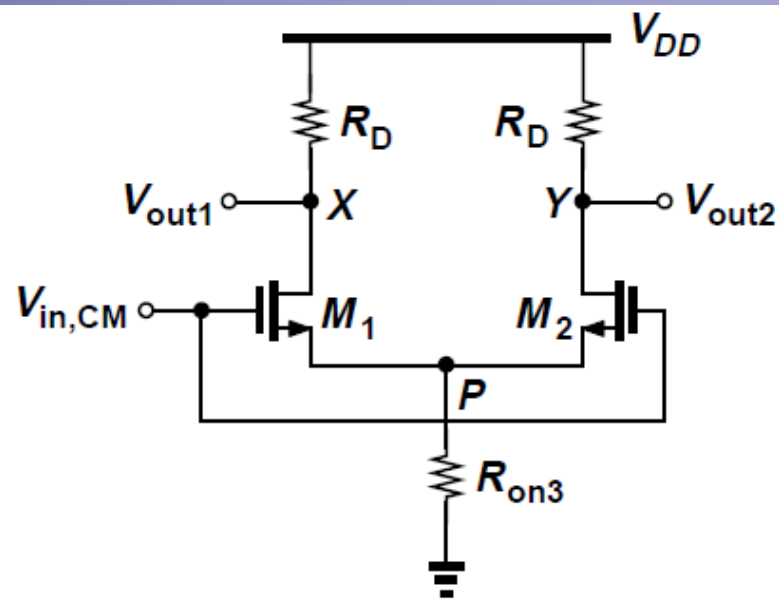 VDD
RD RD
Vout1 X Y Vout2
Vin,CM M1 M2
P
Ron3